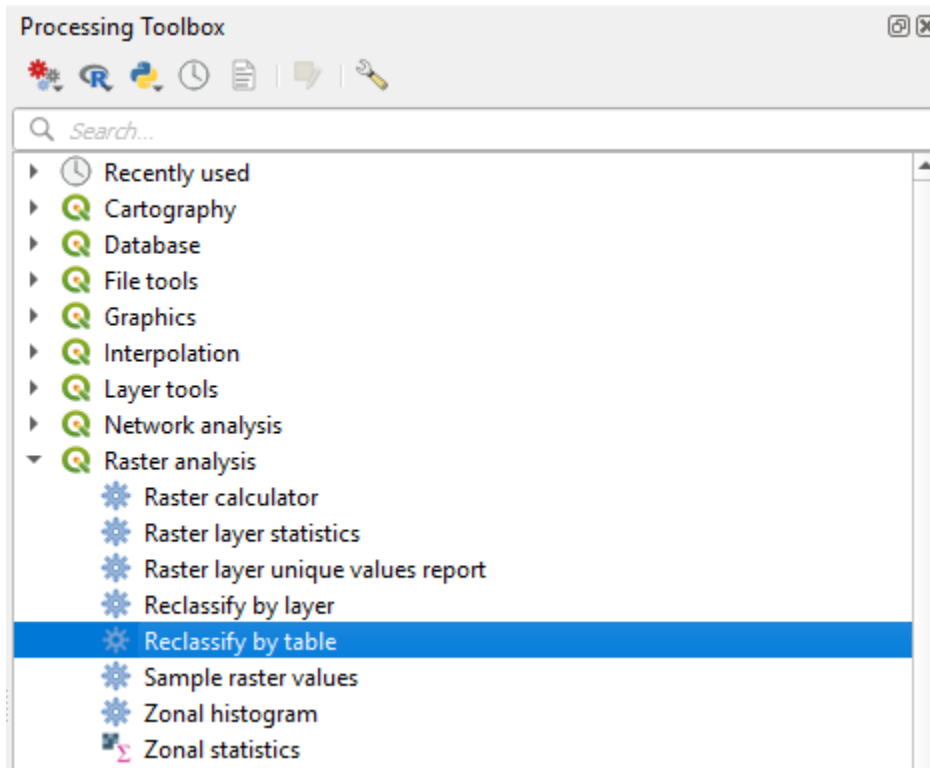 Processing Toolbox
R
Search...
Recently used
Cartography
Database
File tools
Graphics
Interpolation
Layer tools
Network analysis
Raster analysis
Raster calculator
Raster layer statistics
Raster layer unique values report
Reclassify by layer
Reclassify by table
Sample raster values
Zonal histogram
Zonal statistics